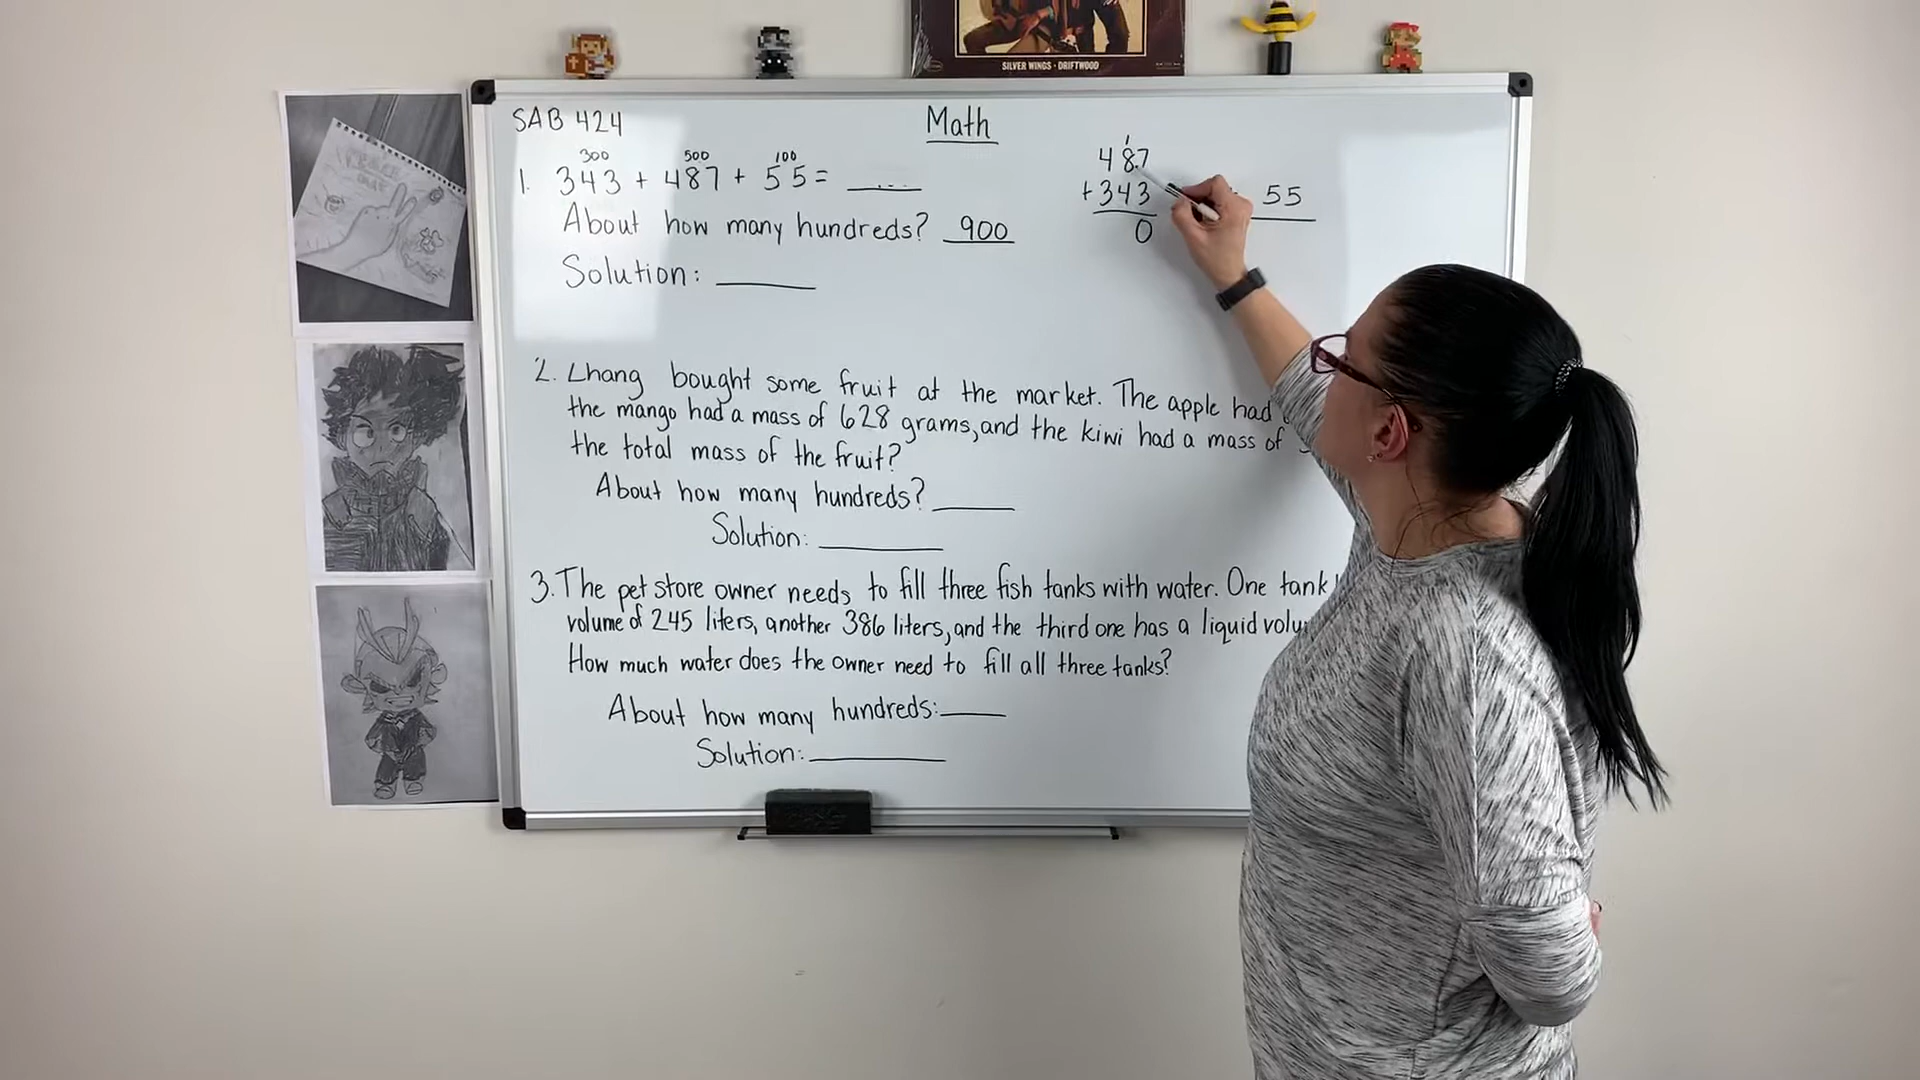 SILVER WINGS · DRIFTWOOD
SAB 424
Math
300 500 100
1. 343 + 487 + 55 = ____
About how many hundreds? 900
Solution: ____
1
487
+343
0
55
2. Lhang bought some fruit at the market. The apple had
the mango had a mass of 628 grams, and the kiwi had a mass of
the total mass of the fruit?
About how many hundreds? ____
Solution: ____
3. The pet store owner needs to fill three fish tanks with water. One tank
volume of 245 liters, another 386 liters, and the third one has a liquid
How much water does the owner need to fill all three tanks?
About how many hundreds: ____
Solution: ____
PEACE
DAY